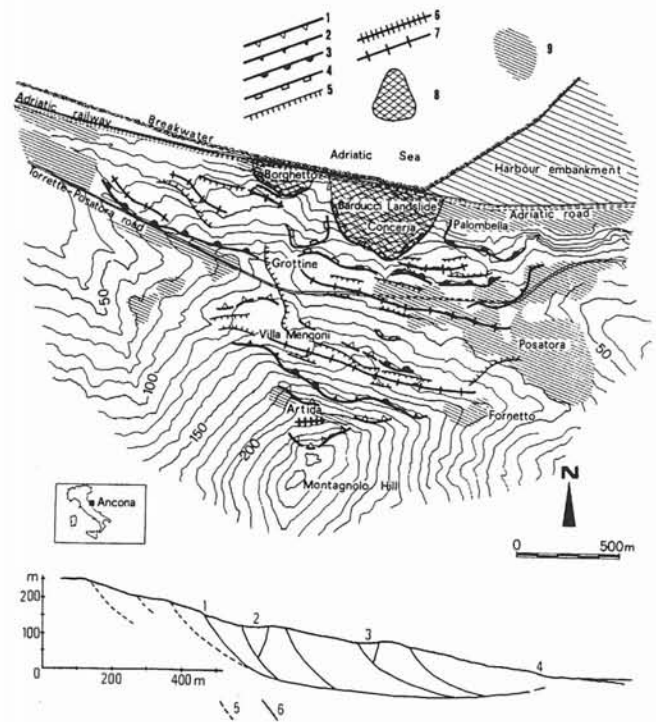 1
2
3
4
5
6
7
8
9
Adriatic railway
Breakwater
Adriatic Sea
Harbour embankment
Borghetto
Barducci Landslide
Conceria
Palombella
Adriatic road
Torrette-Posatora road
Grottine
50
100
150
200
Villa Mengoni
Posatora
50
Artida
Fornetto
Montagnolo Hill
Ancona
N
0 500m
m
200
100
0
200 400 m
1
2
3
4
5
6